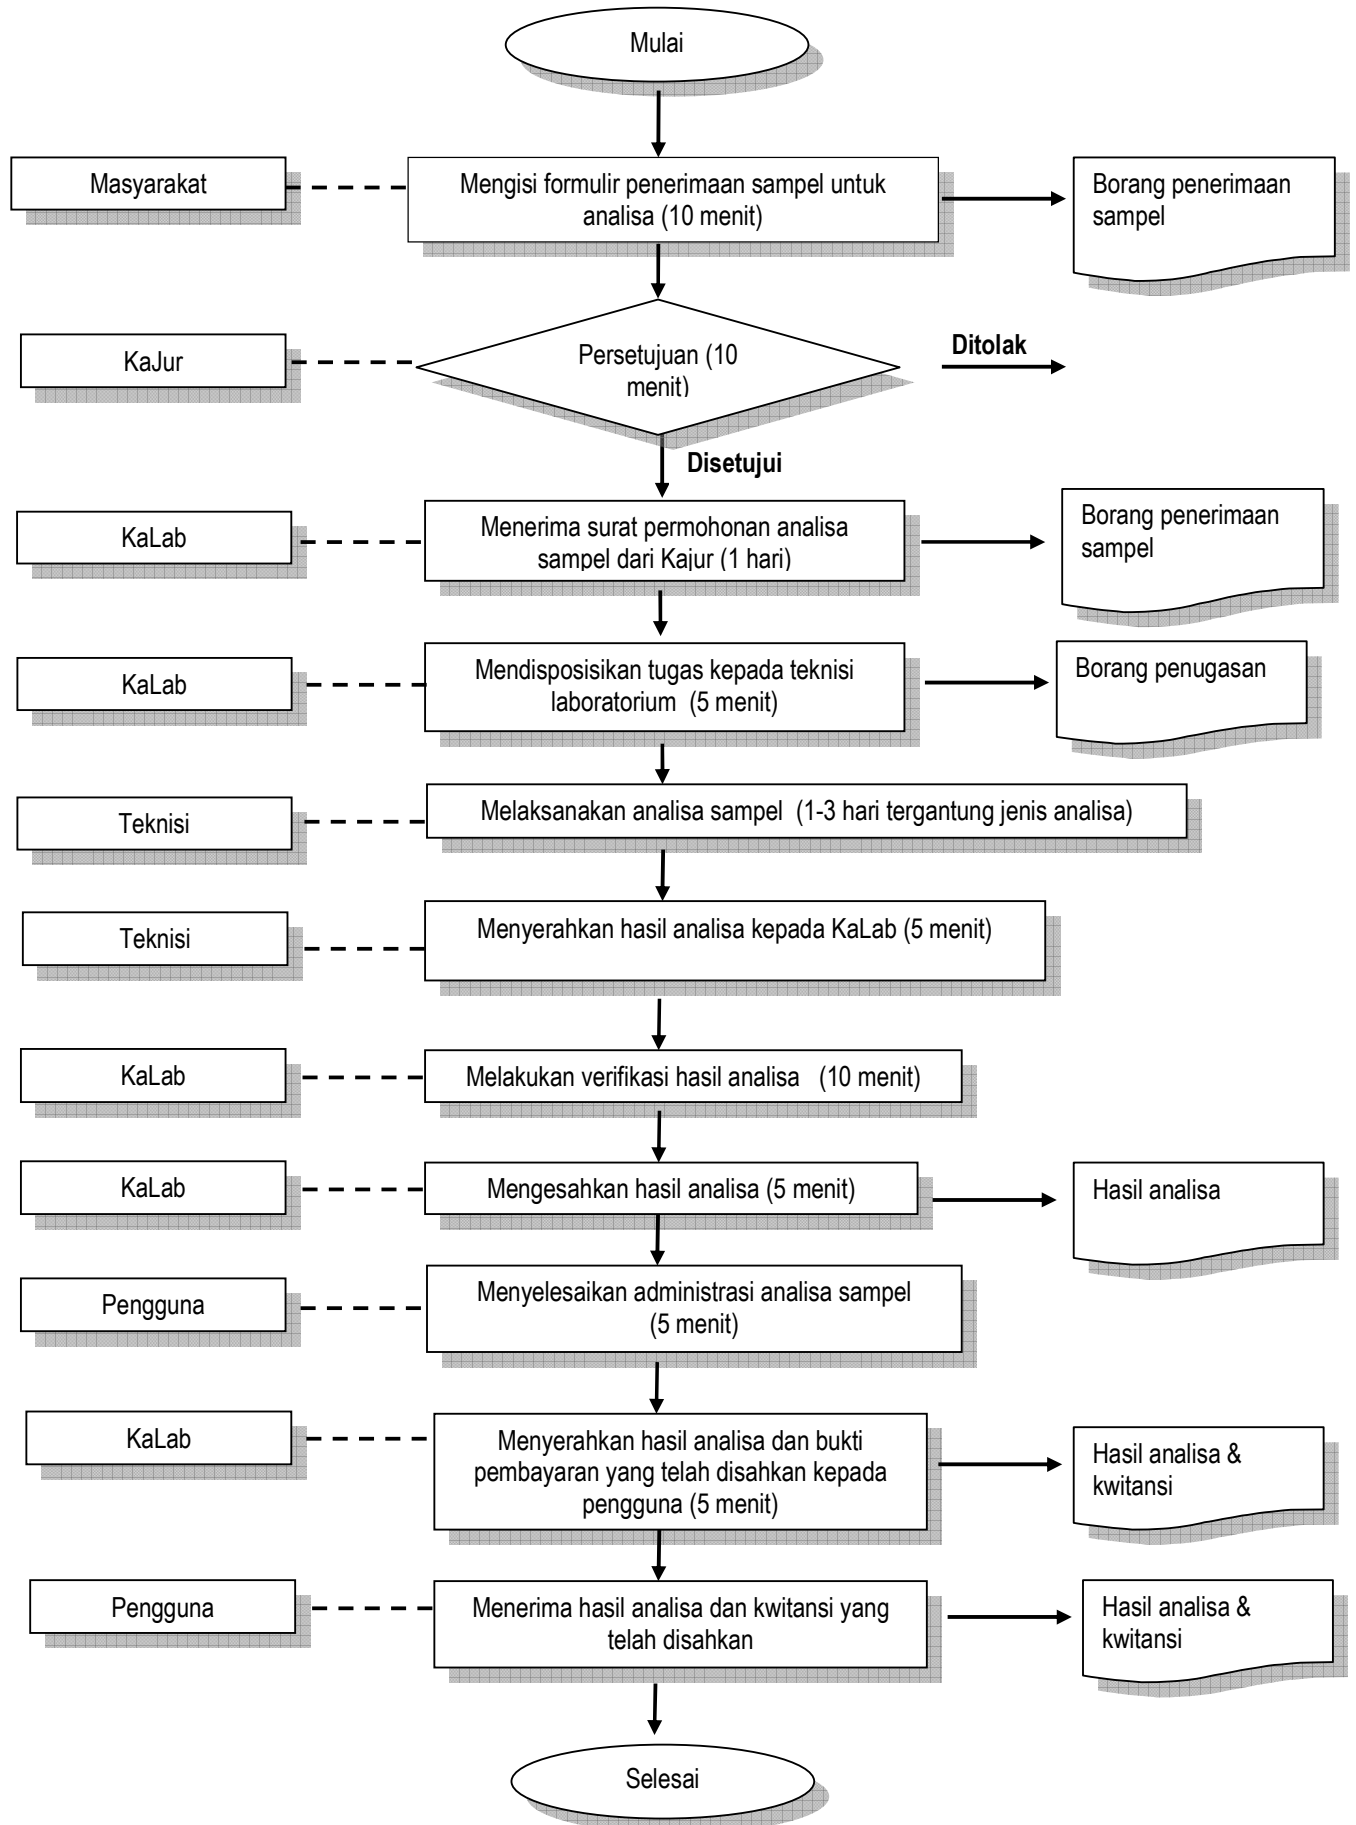 Mulai
Masyarakat
Mengisi formulir penerimaan sampel untuk
analisa (10 menit)
Borang penerimaan
sampel
KaJur
Persetujuan (10
menit)
Ditolak
Disetujui
KaLab
Menerima surat permohonan analisa
sampel dari Kajur (1 hari)
Borang penerimaan
sampel
KaLab
Mendisposisikan tugas kepada teknisi
laboratorium (5 menit)
Borang penugasan
Teknisi
Melaksanakan analisa sampel (1-3 hari tergantung jenis analisa)
Teknisi
Menyerahkan hasil analisa kepada KaLab (5 menit)
KaLab
Melakukan verifikasi hasil analisa (10 menit)
KaLab
Mengesahkan hasil analisa (5 menit)
Hasil analisa
Pengguna
Menyelesaikan administrasi analisa sampel
(5 menit)
KaLab
Menyerahkan hasil analisa dan bukti
pembayaran yang telah disahkan kepada
pengguna (5 menit)
Hasil analisa &
kwitansi
Pengguna
Menerima hasil analisa dan kwitansi yang
telah disahkan
Hasil analisa &
kwitansi
Selesai